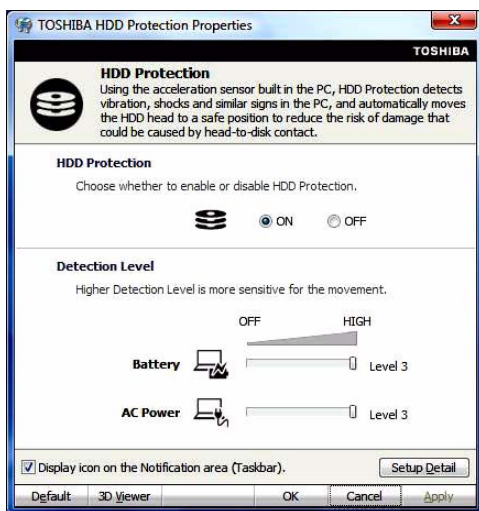 TOSHIBA HDD Protection Properties
TOSHIBA
HDD Protection
Using the acceleration sensor built in the PC, HDD Protection detects
vibration, shocks and similar signs in the PC, and automatically moves
the HDD head to a safe position to reduce the risk of damage that
could be caused by head-to-disk contact.
HDD Protection
Choose whether to enable or disable HDD Protection.
ON OFF
Detection Level
Higher Detection Level is more sensitive for the movement.
OFF HIGH
Battery Level 3
AC Power Level 3
Display icon on the Notification area (Taskbar). Setup Detail
Default 3D Viewer OK Cancel Apply